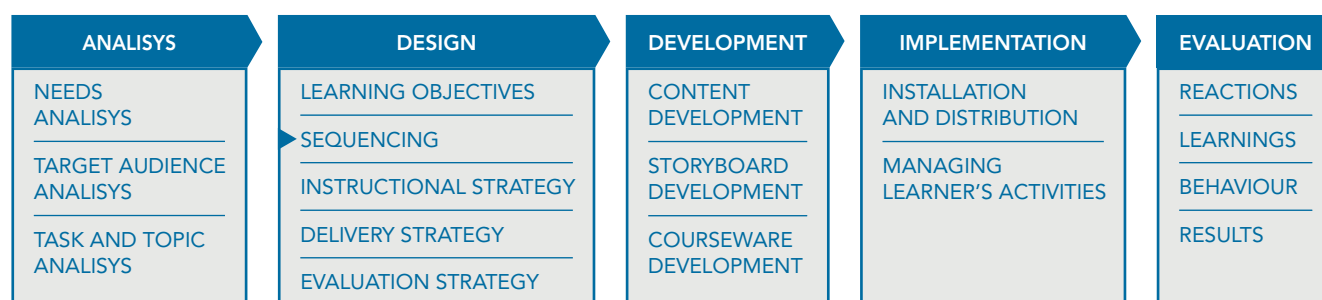 ANALISYS
NEEDS
ANALISYS
TARGET AUDIENCE
ANALISYS
TASK AND TOPIC
ANALISYS
DESIGN
LEARNING OBJECTIVES
SEQUENCING
INSTRUCTIONAL STRATEGY
DELIVERY STRATEGY
EVALUATION STRATEGY
DEVELOPMENT
CONTENT
DEVELOPMENT
STORYBOARD
DEVELOPMENT
COURSEWARE
DEVELOPMENT
IMPLEMENTATION
INSTALLATION
AND DISTRIBUTION
MANAGING
LEARNER’S ACTIVITIES
EVALUATION
REACTIONS
LEARNINGS
BEHAVIOUR
RESULTS